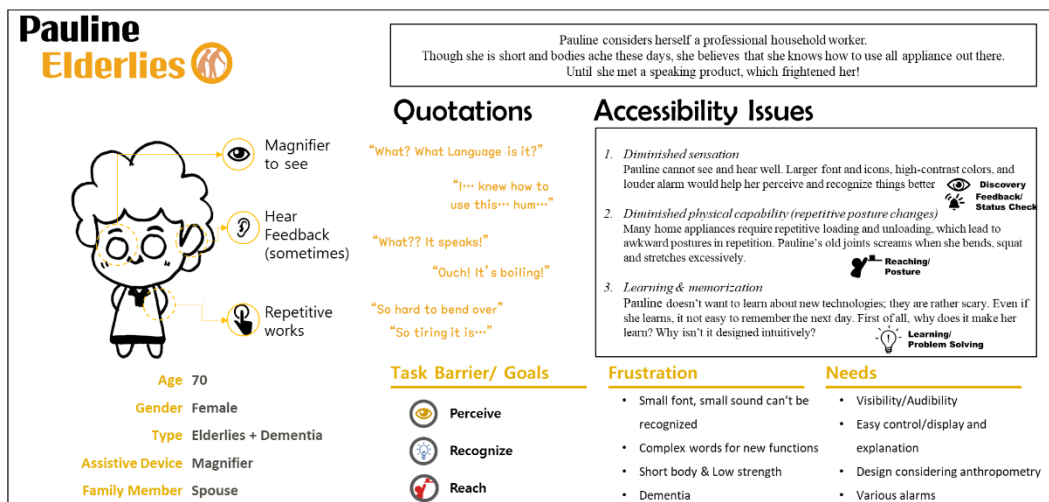 Pauline
Elderlies
Pauline considers herself a professional household worker.
Though she is short and bodies ache these days, she believes that she knows how to use all appliance out there.
Until she met a speaking product, which frightened her!
Magnifier
to see
Hear
Feedback
(sometimes)
Repetitive
works
Age 70
Gender Female
Type Elderlies + Dementia
Assistive Device Magnifier
Family Member Spouse
Quotations
“What? What Language is it?”
“I… knew how to
use this… hum…”
“What?? It speaks!”
“Ouch! It’s boiling!”
“So hard to bend over”
“So tiring it is…”
Accessibility Issues
1. Diminished sensation
Pauline cannot see and hear well. Larger font and icons, high-contrast colors, and
louder alarm would help her perceive and recognize things better
Discovery
Feedback/
Status Check
2. Diminished physical capability (repetitive posture changes)
Many home appliances require repetitive loading and unloading, which lead to
awkward postures in repetition. Pauline’s old joints screams when she bends, squat
and stretches excessively.
Reaching/
Posture
3. Learning & memorization
Pauline doesn’t want to learn about new technologies; they are rather scary. Even if
she learns, it not easy to remember the next day. First of all, why does it make her
learn? Why isn’t it designed intuitively?
Learning/
Problem Solving
Task Barrier/ Goals
Perceive
Recognize
Reach
Frustration
• Small font, small sound can’t be
recognized
• Complex words for new functions
• Short body & Low strength
• Dementia
Needs
• Visibility/Audibility
• Easy control/display and
explanation
• Design considering anthropometry
• Various alarms